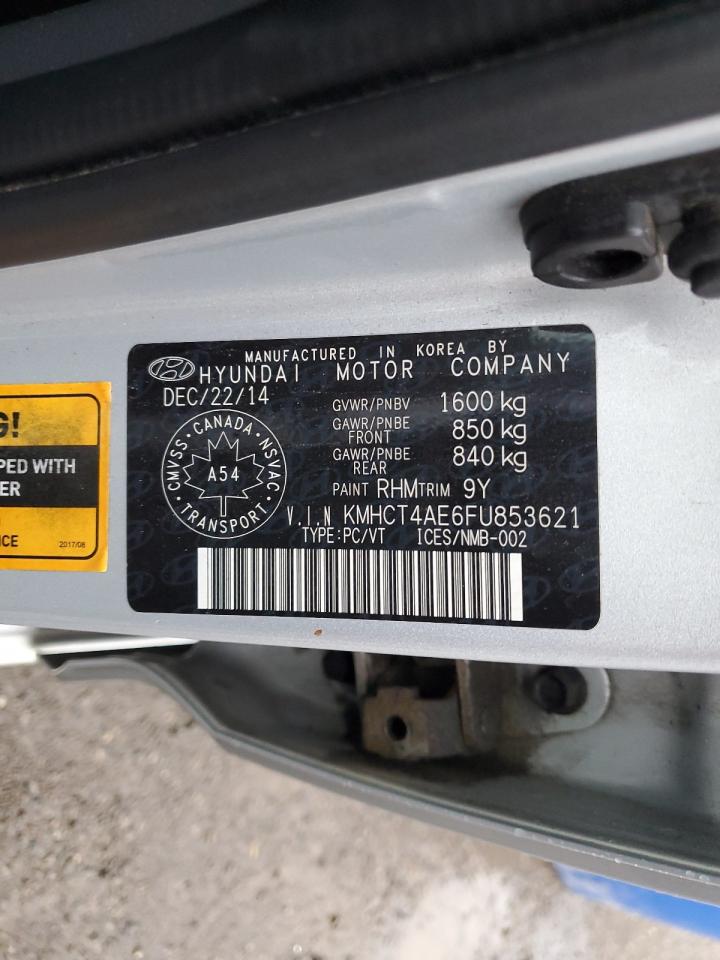 MANUFACTURED IN KOREA BY
HYUNDAI MOTOR COMPANY
DEC/22/14
GVWR/PNBV 1600 kg
GAWR/PNBE FRONT 850 kg
GAWR/PNBE REAR 840 kg
CMVSS · CANADA · NSVAC
A54
TRANSPORT
PAINT RHM TRIM 9Y
V.I.N KMHCT4AE6FU853621
TYPE:PC/VT ICES/NMB-002
G!
PED WITH
ER
ICE
2017/08